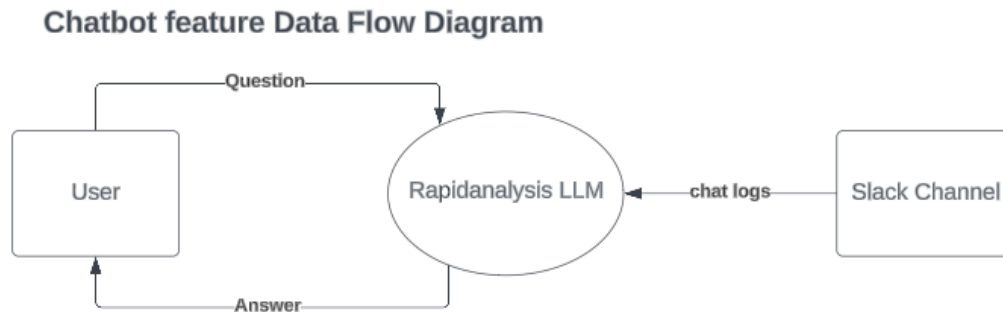 Chatbot feature Data Flow Diagram
Question
User
Rapidanalysis LLM
chat logs
Slack Channel
Answer